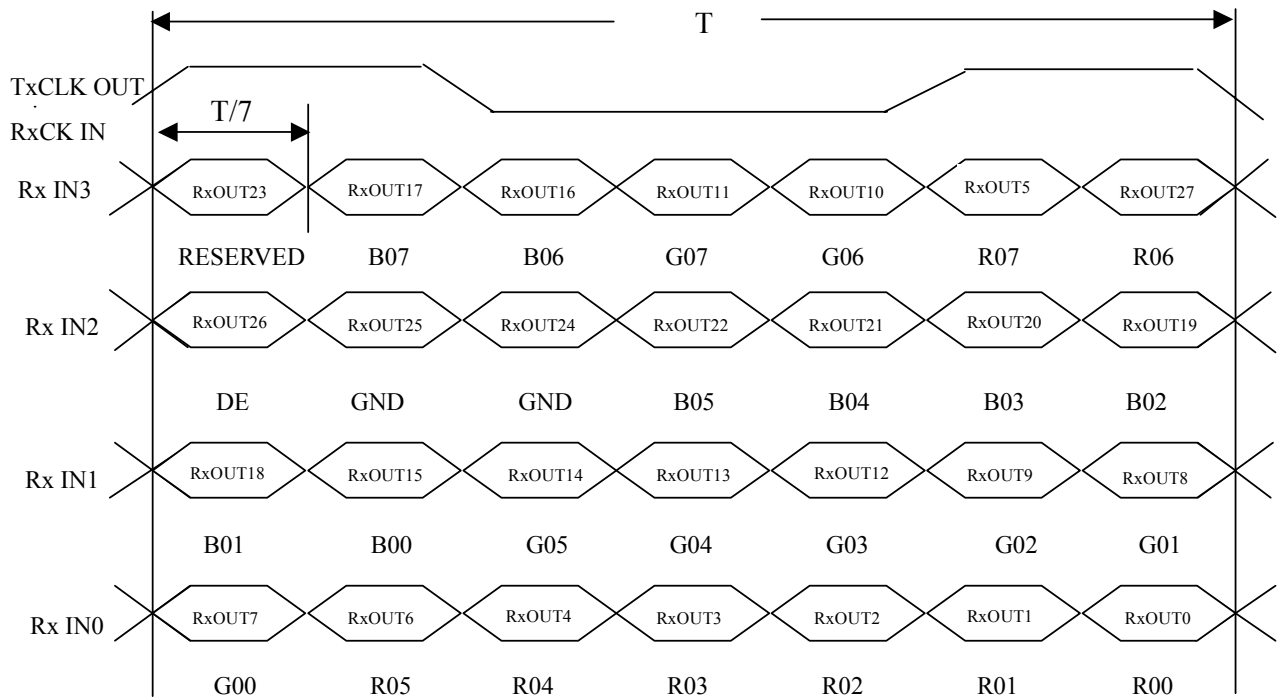 T
TxCLK OUT
RxCK IN
T/7
Rx IN3 RxOUT23 RxOUT17 RxOUT16 RxOUT11 RxOUT10 RxOUT5 RxOUT27
RESERVED B07 B06 G07 G06 R07 R06
Rx IN2 RxOUT26 RxOUT25 RxOUT24 RxOUT22 RxOUT21 RxOUT20 RxOUT19
DE GND GND B05 B04 B03 B02
Rx IN1 RxOUT18 RxOUT15 RxOUT14 RxOUT13 RxOUT12 RxOUT9 RxOUT8
B01 B00 G05 G04 G03 G02 G01
Rx IN0 RxOUT7 RxOUT6 RxOUT4 RxOUT3 RxOUT2 RxOUT1 RxOUT0
G00 R05 R04 R03 R02 R01 R00